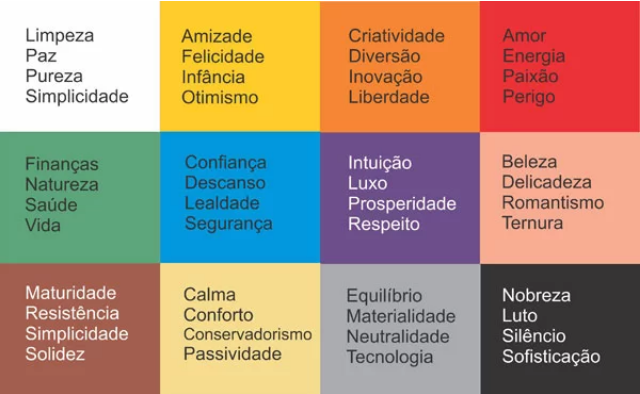 Limpeza
Paz
Pureza
Simplicidade
Amizade
Felicidade
Infância
Otimismo
Criatividade
Diversão
Inovação
Liberdade
Amor
Energia
Paixão
Perigo
Finanças
Natureza
Saúde
Vida
Confiança
Descanso
Lealdade
Segurança
Intuição
Luxo
Prosperidade
Respeito
Beleza
Delicadeza
Romantismo
Ternura
Maturidade
Resistência
Simplicidade
Solidez
Calma
Conforto
Conservadorismo
Passividade
Equilíbrio
Materialidade
Neutralidade
Tecnologia
Nobreza
Luto
Silêncio
Sofisticação